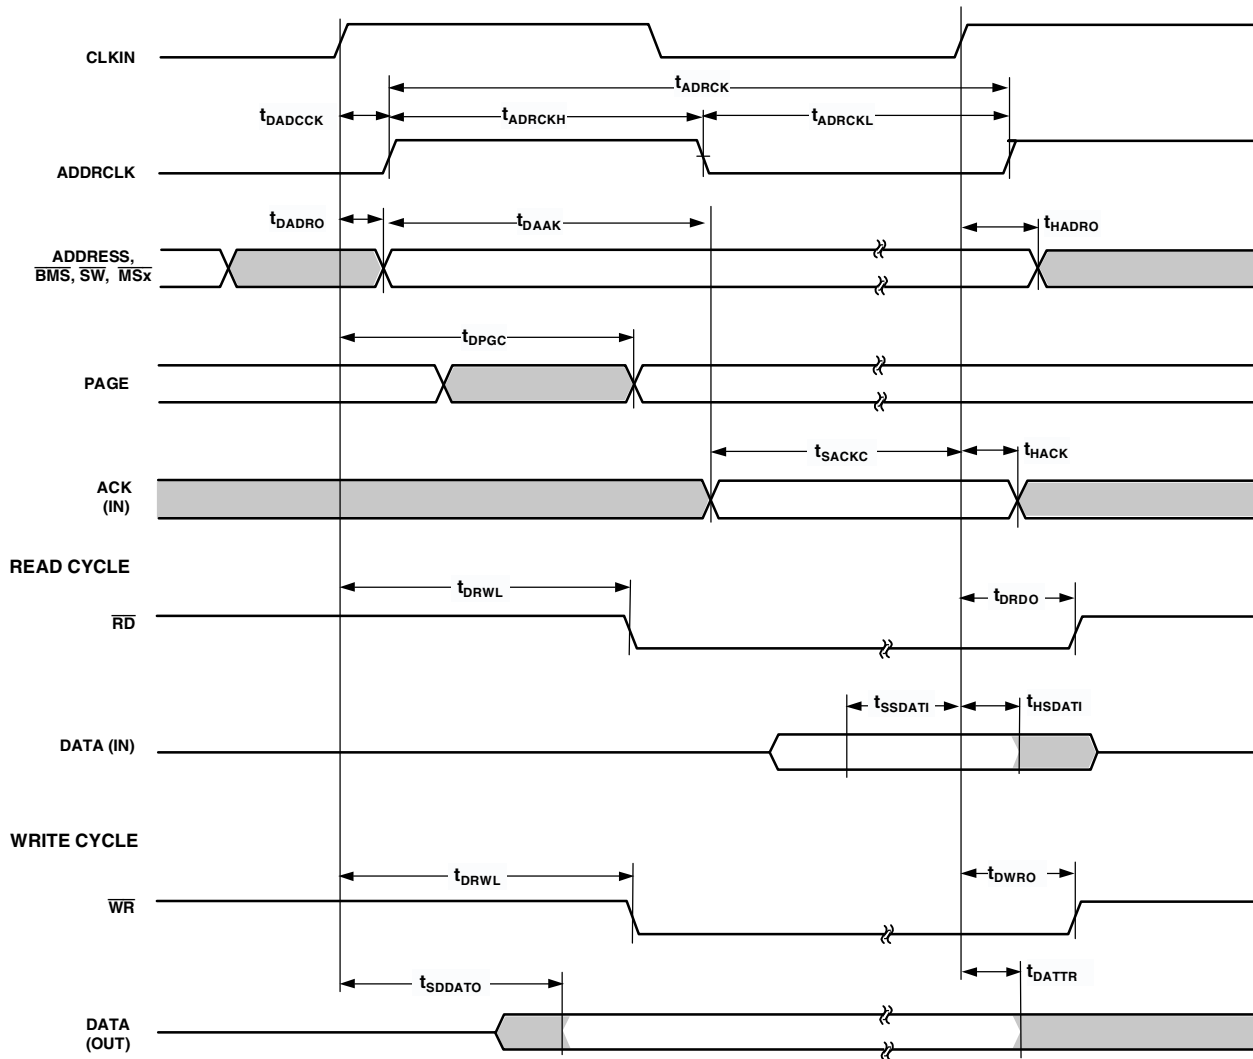 CLKIN
tADRCK
tDADCCK
tADRCKH
tADRCKL
ADDRCLK
tDADRO
tDAAK
tHADRO
ADDRESS,
BMS, SW, MSx
tDPGC
PAGE
tSACKC
tHACK
ACK
(IN)
READ CYCLE
tDRWL
tDRDO
RD
tSSDATI
tHSDATI
DATA (IN)
WRITE CYCLE
tDRWL
tDWRO
WR
tSDDATO
tDATTR
DATA
(OUT)